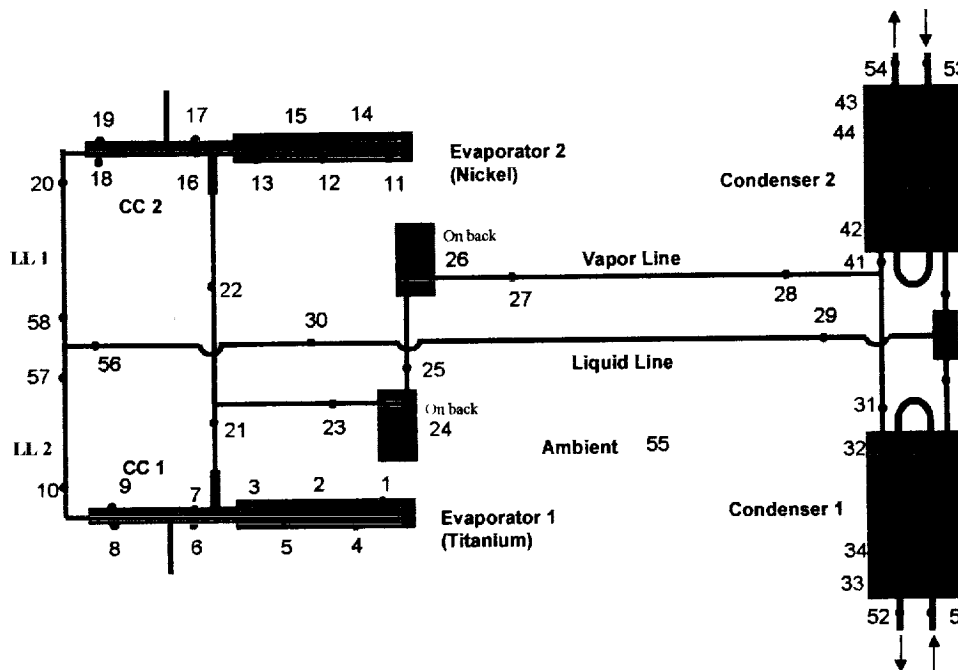 54
53
19
17
15
14
43
44
Evaporator 2
(Nickel)
18
16
13
12
11
20
CC 2
Condenser 2
On back
26
42
41
LL 1
22
Vapor Line
27
28
58
30
29
56
57
25
Liquid Line
31
On back
24
23
21
Ambient 55
32
LL 2
CC 1
10
9
7
3
2
1
Evaporator 1
(Titanium)
Condenser 1
8
6
5
4
34
33
52